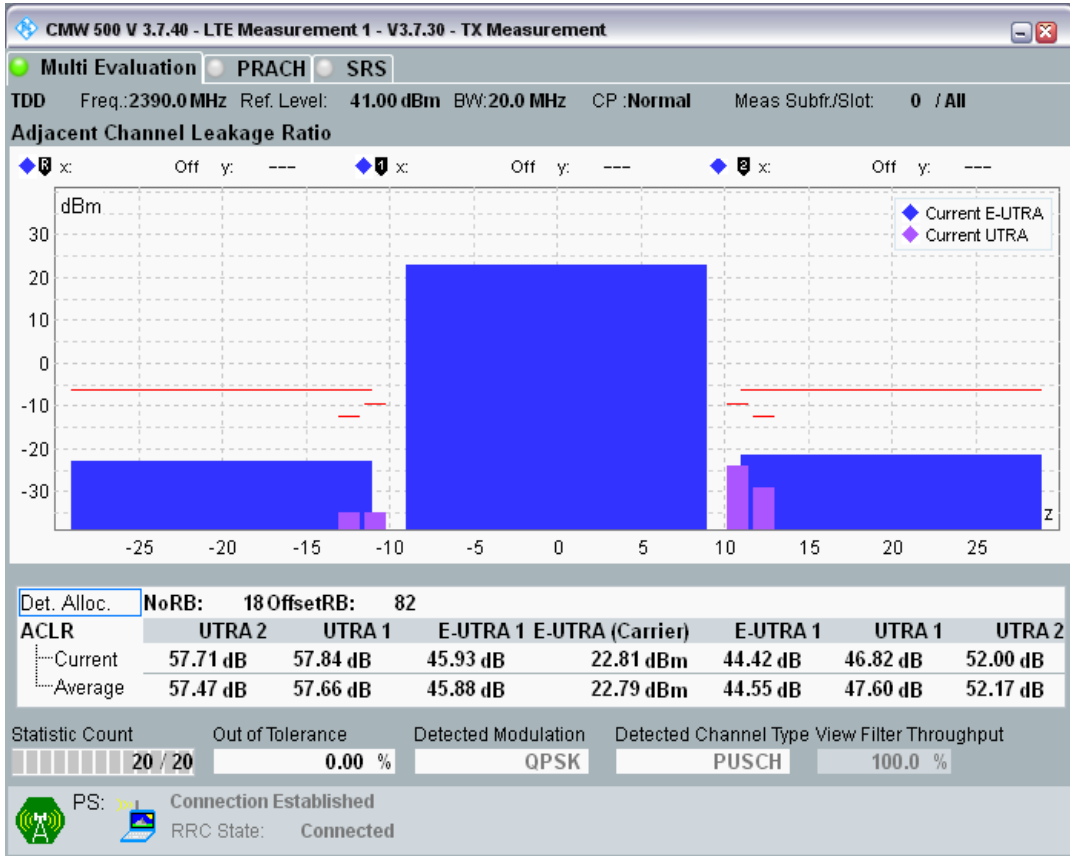 CMW 500 V 3.7.40 - LTE Measurement 1 - V3.7.30 - TX Measurement
Multi Evaluation PRACH SRS
TDD Freq.:2390.0 MHz Ref. Level: 41.00 dBm BW:20.0 MHz CP :Normal Meas Subfr./Slot: 0 / All
Adjacent Channel Leakage Ratio
R x: Off y: --- 1 x: Off y: --- 2 x: Off y: ---
dBm
Current E-UTRA
Current UTRA
30
20
10
0
-10
-20
-30
z
-25 -20 -15 -10 -5 0 5 10 15 20 25
Det. Alloc. NoRB: 18 OffsetRB: 82
ACLR UTRA 2 UTRA 1 E-UTRA 1 E-UTRA (Carrier) E-UTRA 1 UTRA 1 UTRA 2
Current 57.71 dB 57.84 dB 45.93 dB 22.81 dBm 44.42 dB 46.82 dB 52.00 dB
Average 57.47 dB 57.66 dB 45.88 dB 22.79 dBm 44.55 dB 47.60 dB 52.17 dB
Statistic Count Out of Tolerance Detected Modulation Detected Channel Type View Filter Throughput
20 / 20 0.00 % QPSK PUSCH 100.0 %
PS: Connection Established
RRC State: Connected